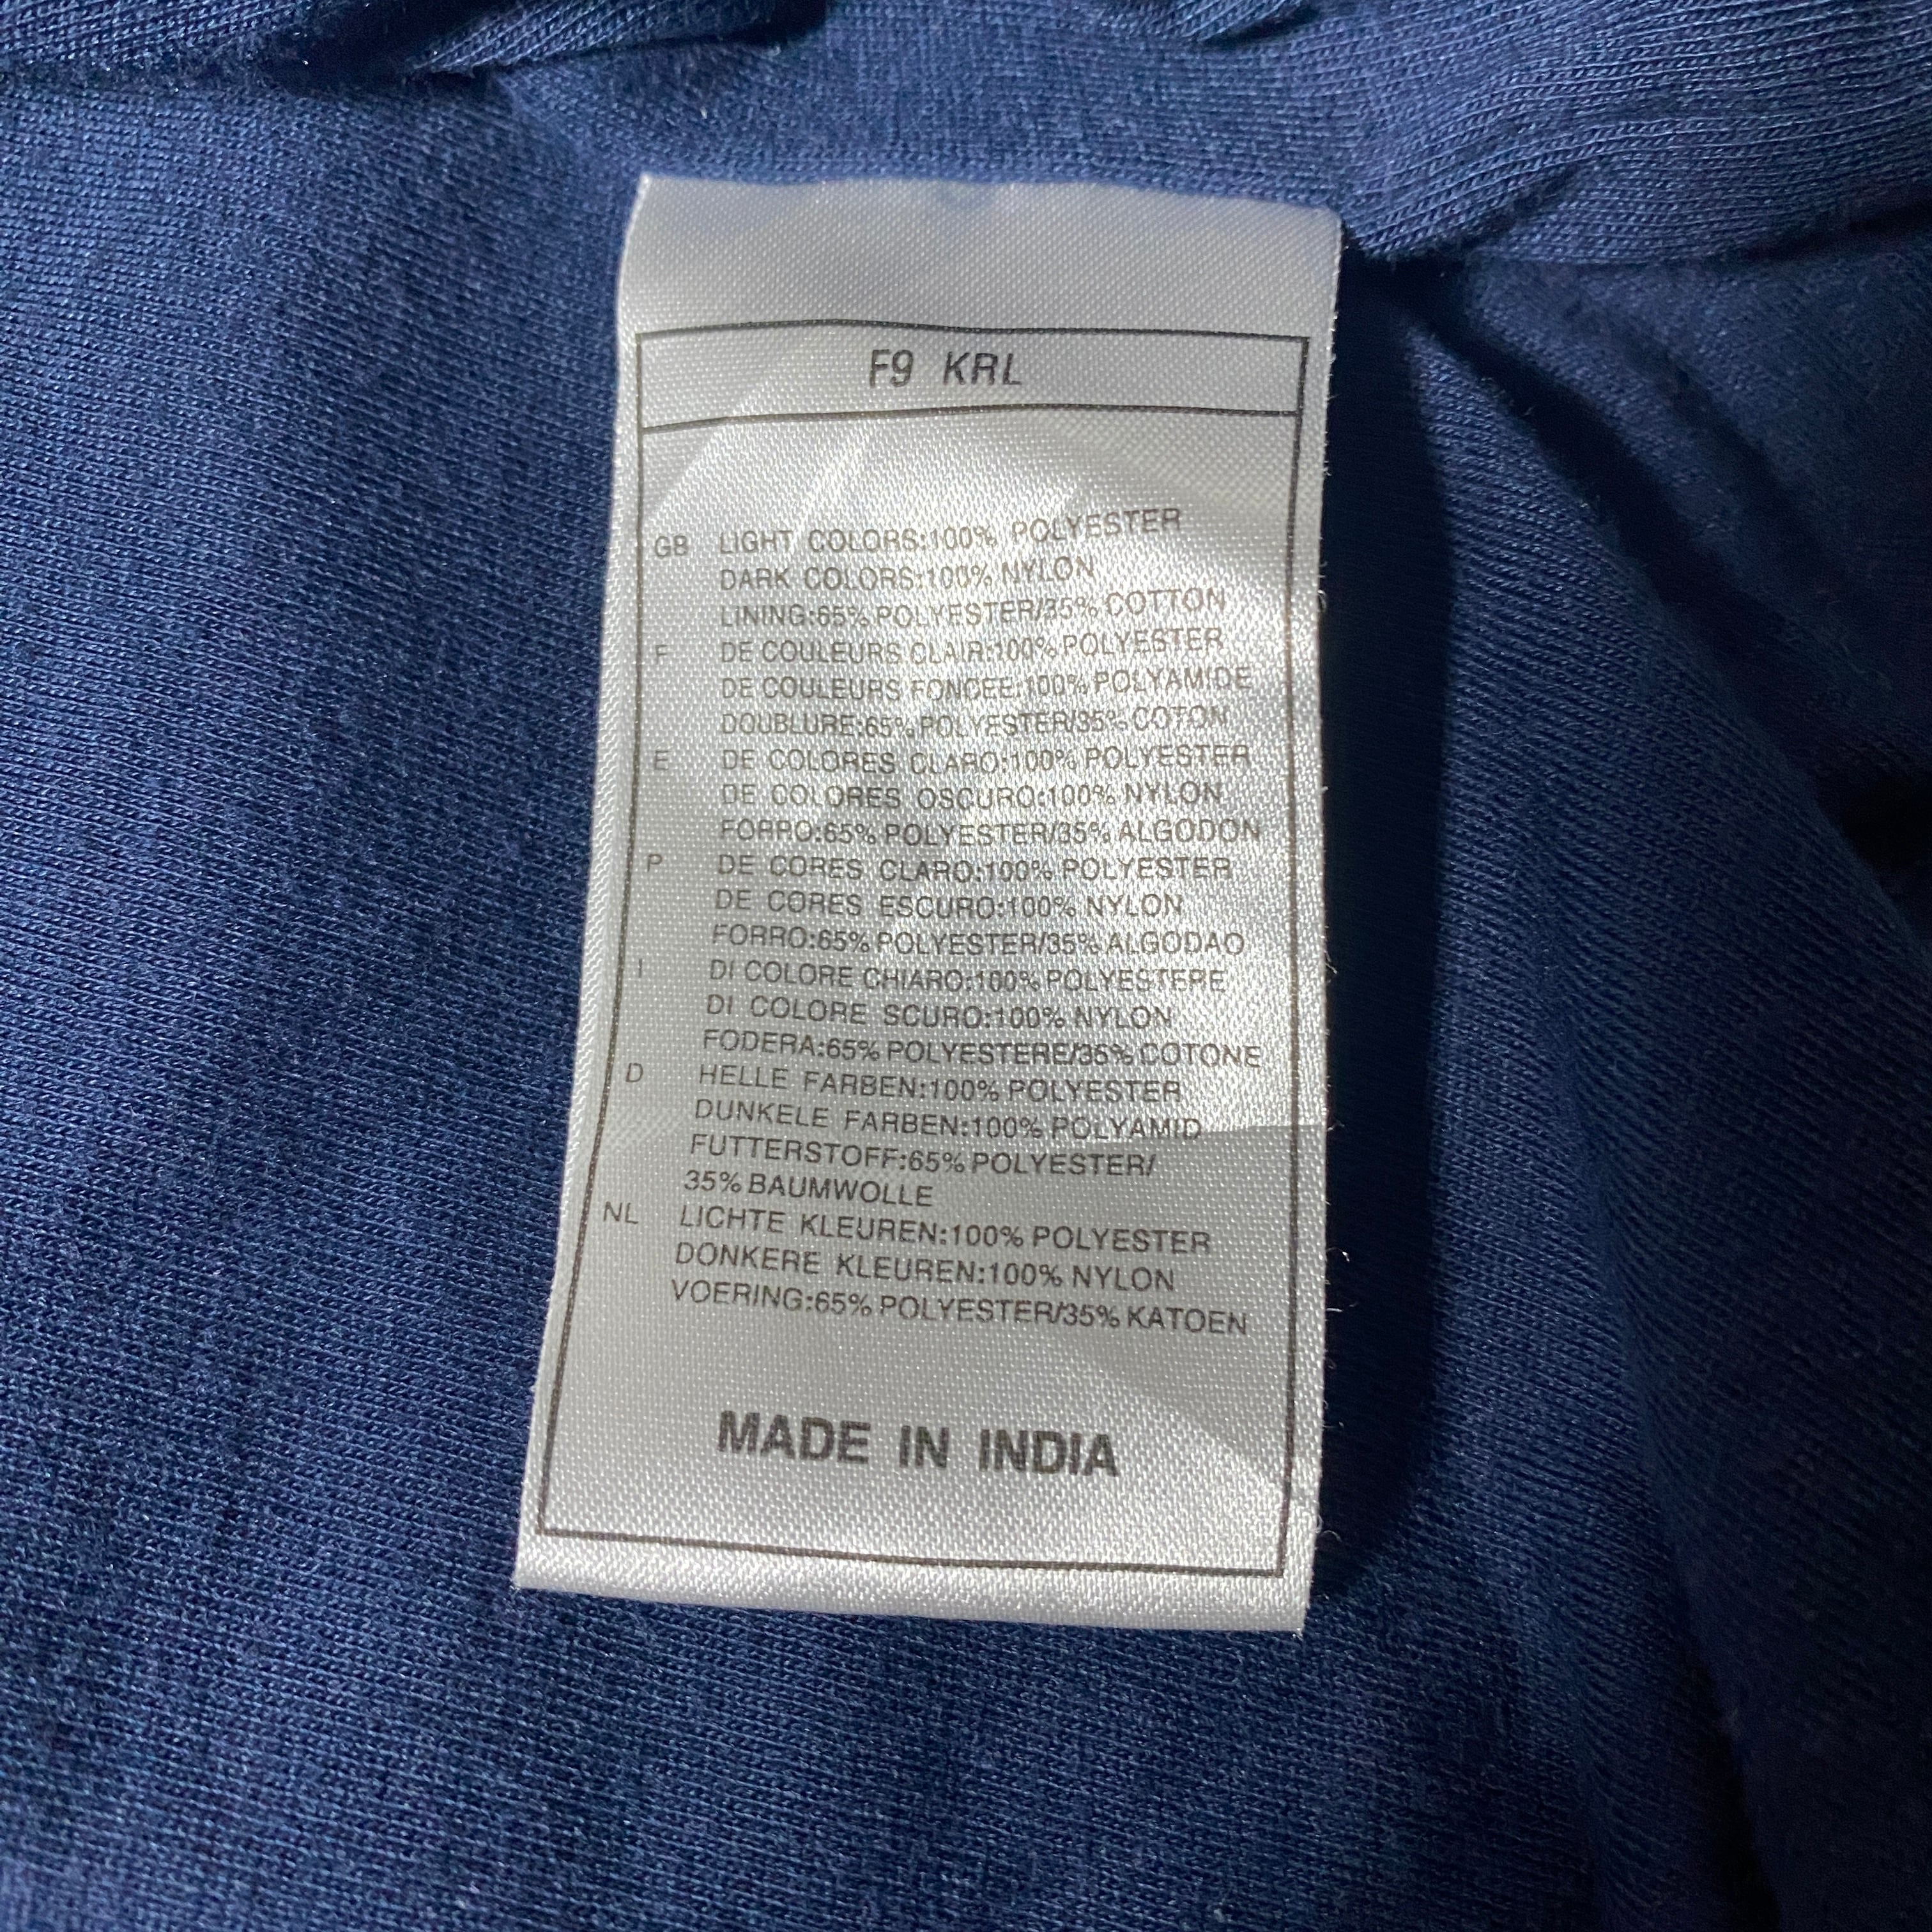 F9 KRL
GB LIGHT COLORS:100% POLYESTER
DARK COLORS:100% NYLON
LINING:65% POLYESTER/35% COTTON
F DE COULEURS CLAIR:100% POLYESTER
DE COULEURS FONCEE:100% POLYAMIDE
DOUBLURE:65% POLYESTER/35% COTON
E DE COLORES CLARO:100% POLYESTER
DE COLORES OSCURO:100% NYLON
FORRO:65% POLYESTER/35% ALGODON
P DE CORES CLARO:100% POLYESTER
DE CORES ESCURO:100% NYLON
FORRO:65% POLYESTER/35% ALGODAO
I DI COLORE CHIARO:100% POLYESTERE
DI COLORE SCURO:100% NYLON
FODERA:65% POLYESTERE/35% COTONE
D HELLE FARBEN:100% POLYESTER
DUNKELE FARBEN:100% POLYAMID
FUTTERSTOFF:65% POLYESTER/
35% BAUMWOLLE
NL LICHTE KLEUREN:100% POLYESTER
DONKERE KLEUREN:100% NYLON
VOERING:65% POLYESTER/35% KATOEN
MADE IN INDIA